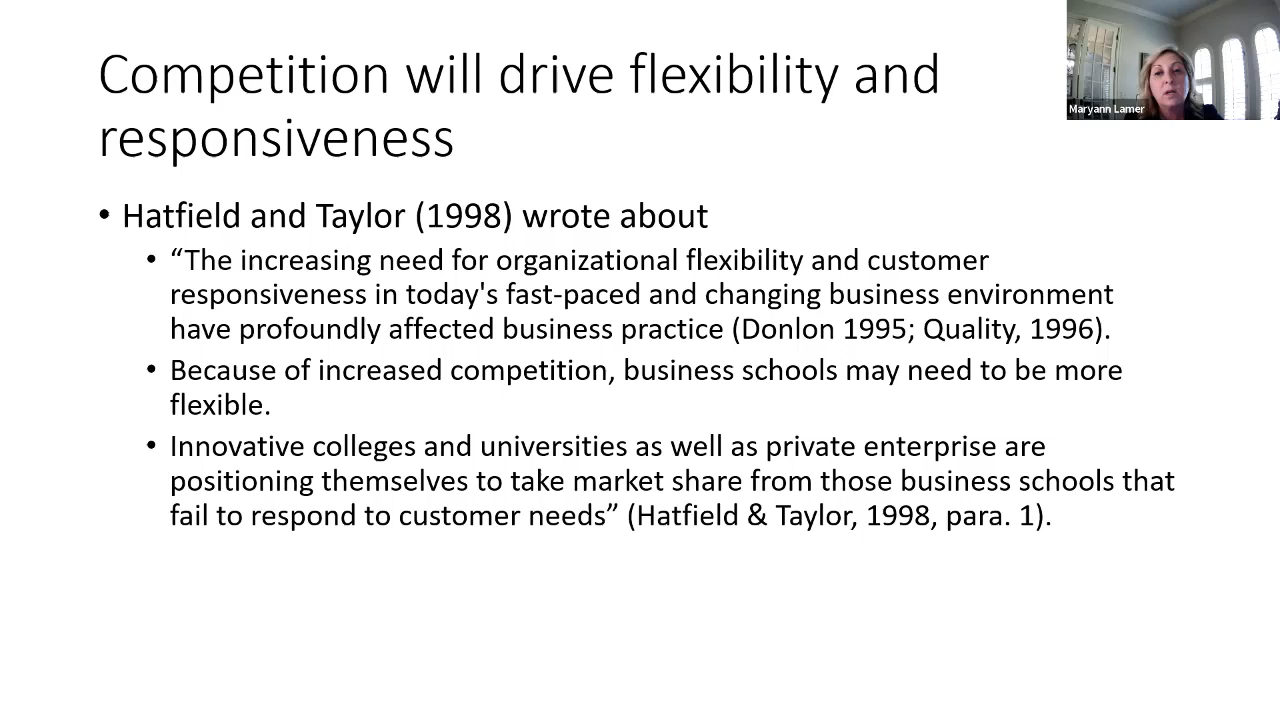 Competition will drive flexibility and
responsiveness
Maryann Lamer
• Hatfield and Taylor (1998) wrote about
• “The increasing need for organizational flexibility and customer
responsiveness in today's fast-paced and changing business environment
have profoundly affected business practice (Donlon 1995; Quality, 1996).
• Because of increased competition, business schools may need to be more
flexible.
• Innovative colleges and universities as well as private enterprise are
positioning themselves to take market share from those business schools that
fail to respond to customer needs” (Hatfield & Taylor, 1998, para. 1).